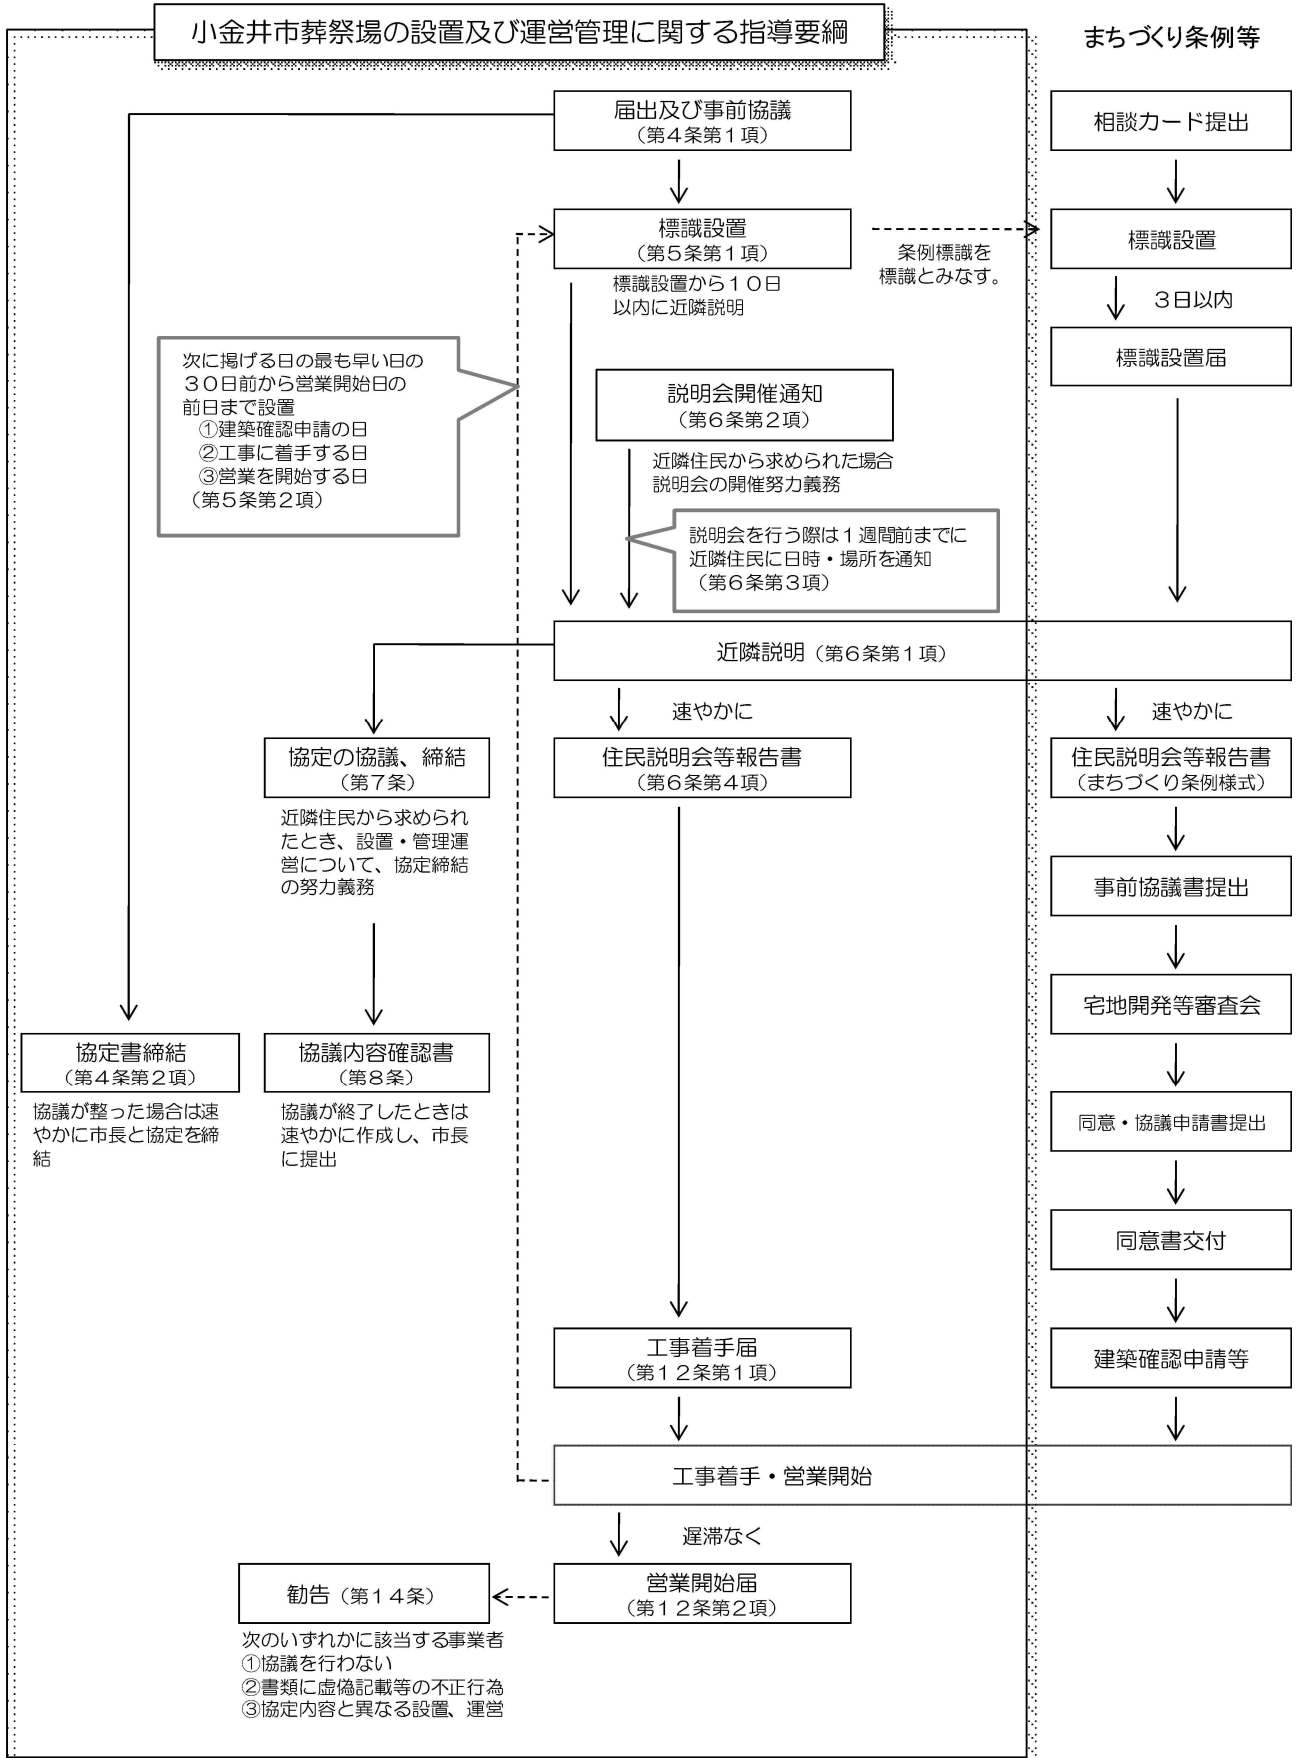 小金井市葬祭場の設置及び運営管理に関する指導要綱
まちづくり条例等
届出及び事前協議
（第４条第１項）
相談カード提出
標識設置
（第５条第１項）
条例標識を
標識とみなす。
標識設置
標識設置から１０日
以内に近隣説明
３日以内
標識設置届
次に掲げる日の最も早い日の
３０日前から営業開始日の
前日まで設置
①建築確認申請の日
②工事に着手する日
③営業を開始する日
（第５条第２項）
説明会開催通知
（第６条第２項）
近隣住民から求められた場合
説明会の開催努力義務
説明会を行う際は１週間前までに
近隣住民に日時・場所を通知
（第６条第３項）
近隣説明（第６条第１項）
速やかに
速やかに
協定の協議、締結
（第７条）
近隣住民から求められ
たとき、設置・管理運
営について、協定締結
の努力義務
住民説明会等報告書
（第６条第４項）
住民説明会等報告書
（まちづくり条例様式）
事前協議書提出
宅地開発等審査会
協定書締結
（第４条第２項）
協議が整った場合は速
やかに市長と協定を締
結
協議内容確認書
（第８条）
協議が終了したときは
速やかに作成し、市長
に提出
同意・協議申請書提出
同意書交付
工事着手届
（第１２条第１項）
建築確認申請等
工事着手・営業開始
遅滞なく
勧告（第１４条）
営業開始届
（第１２条第２項）
次のいずれかに該当する事業者
①協議を行わない
②書類に虚偽記載等の不正行為
③協定内容と異なる設置、運営